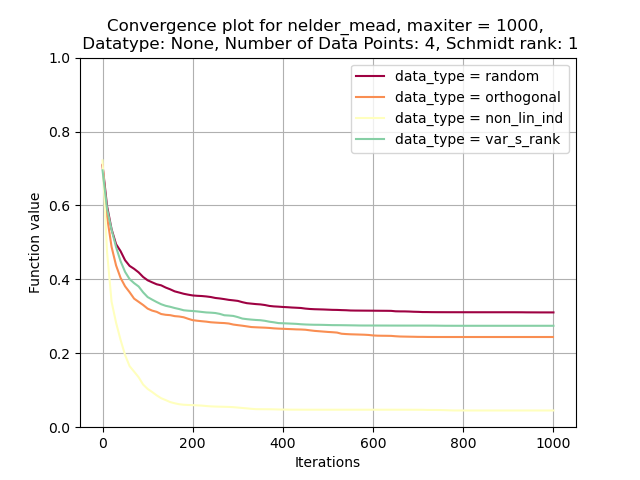 Convergence plot for nelder_mead, maxiter = 1000,
Datatype: None, Number of Data Points: 4, Schmidt rank: 1
data_type = random
data_type = orthogonal
data_type = non_lin_ind
data_type = var_s_rank
Function value
1.0
0.8
0.6
0.4
0.2
0.0
0
200
400
600
800
1000
Iterations